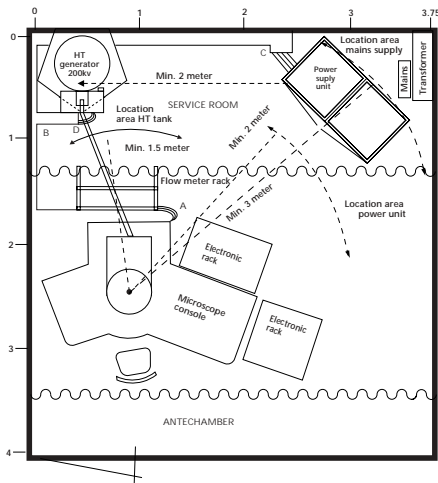 0
1
2
3
3.75
0
1
2
3
4
HT
generator
200kv
C
Location area
mains supply
Mains
Transformer
Power
suply
unit
Min. 2 meter
SERVICE ROOM
Location
area HT tank
B
D
Min. 1.5 meter
Min. 2 meter
Min. 3 meter
Flow meter rack
A
Location area
power unit
Electronic
rack
Microscope
console
Electronic
rack
ANTECHAMBER